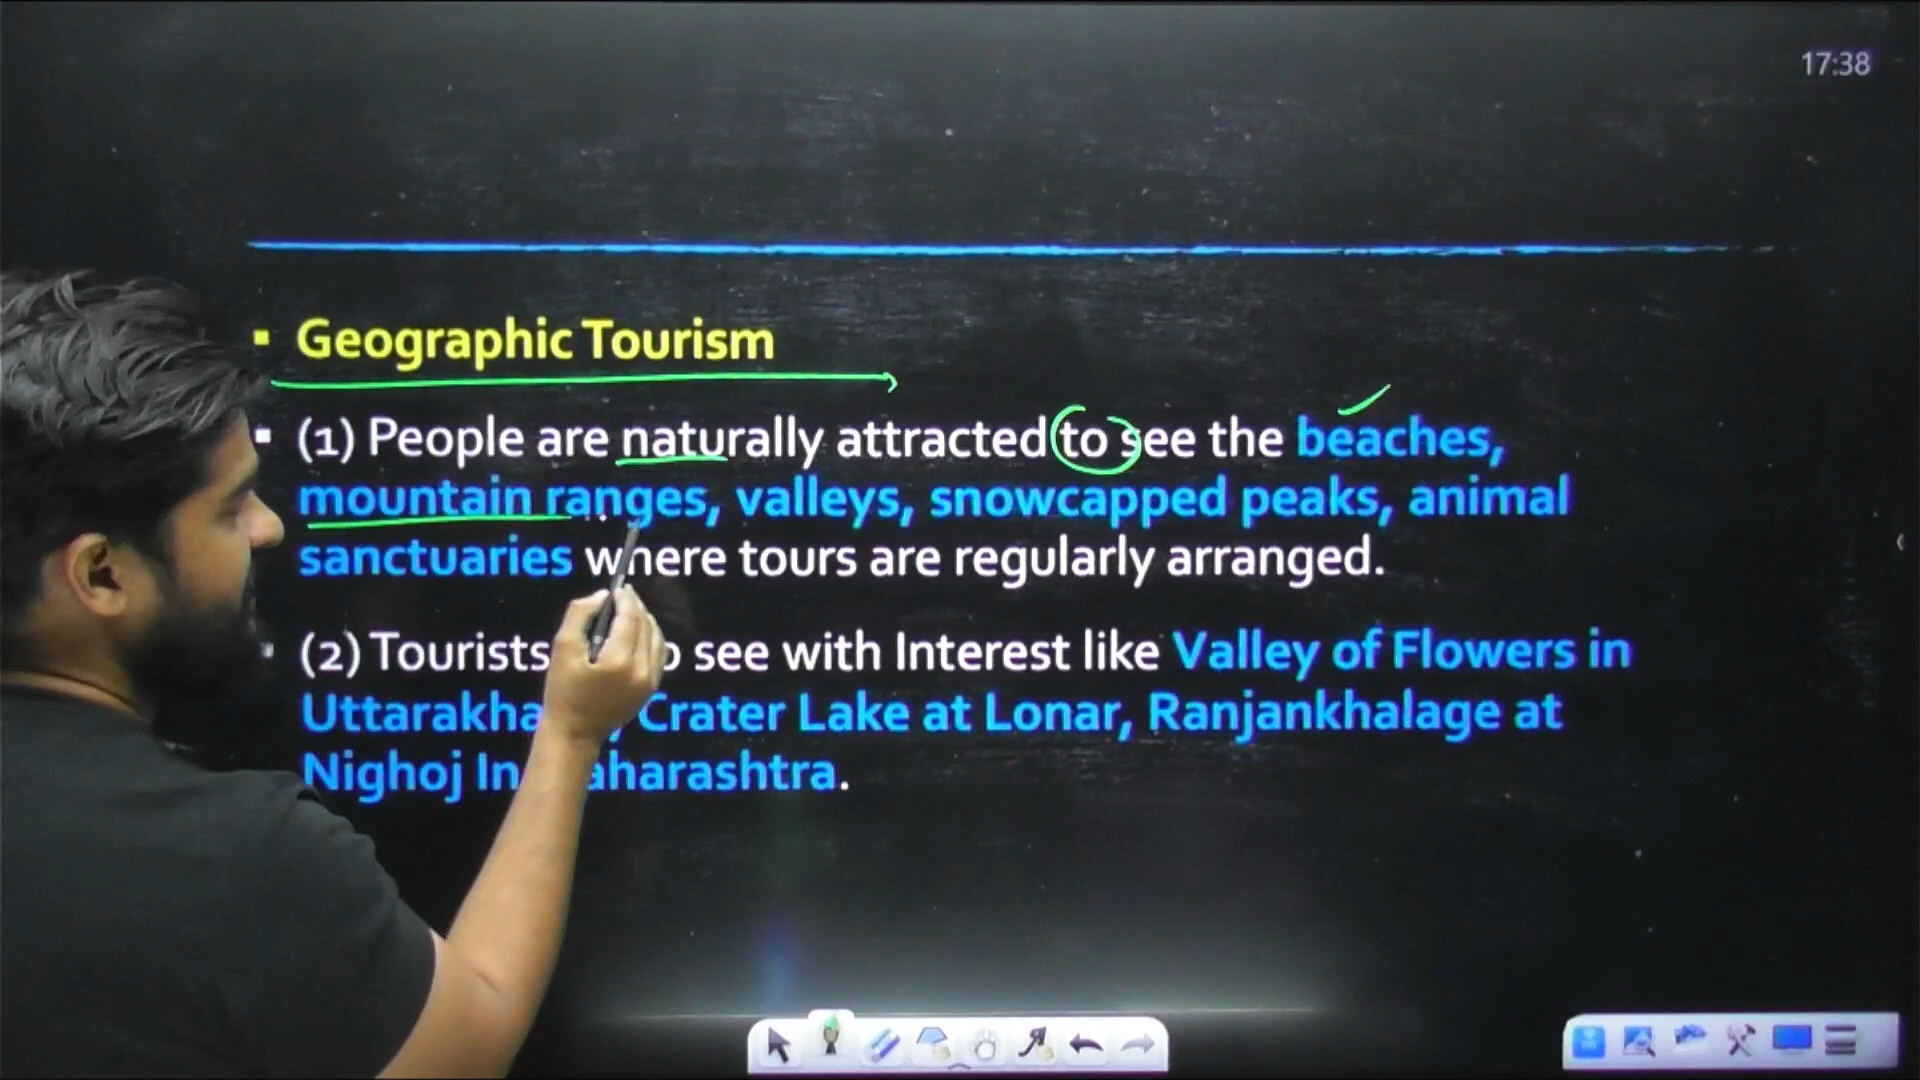 17:38
Geographic Tourism
(1) People are naturally attracted to see the beaches,
mountain ranges, valleys, snowcapped peaks, animal
sanctuaries where tours are regularly arranged.
(2) Tourists see with Interest like Valley of Flowers in
Crater Lake at Lonar, Ranjankhalage at
Nighoj In